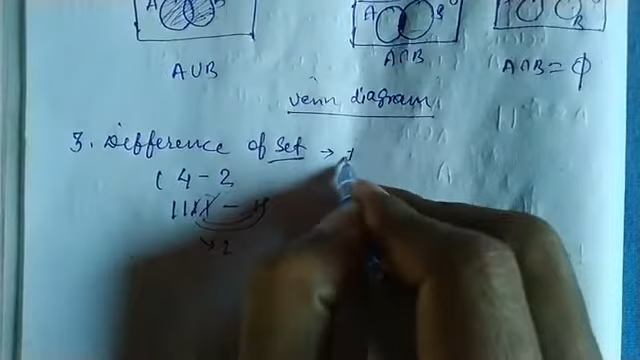 A B
A B U
B
A∪B
A∩B
A∩B = ϕ
Venn diagram
3. Difference of set →
( 4 - 2
→ 2